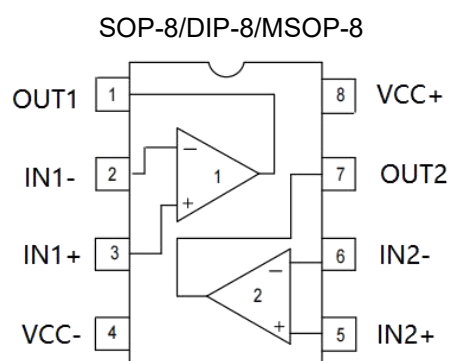 SOP-8/DIP-8/MSOP-8
OUT1 1 8 VCC+
IN1- 2 − 1 7 OUT2
IN1+ 3 + 6 IN2-
− 2
VCC- 4 + 5 IN2+